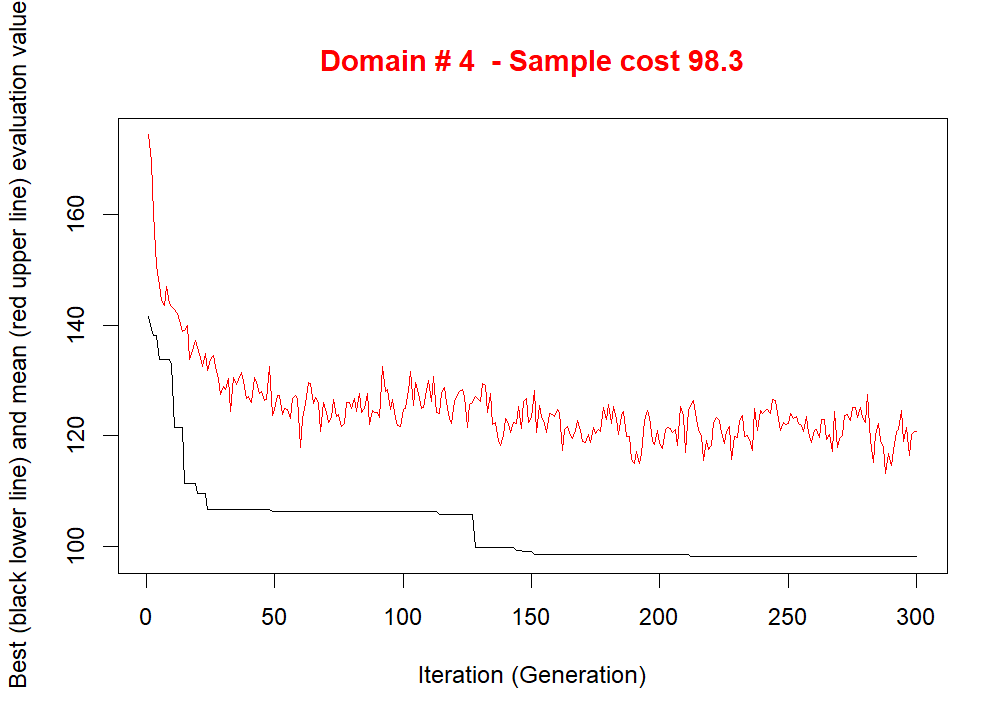 Domain # 4  - Sample cost 98.3
Best (black lower line) and mean (red upper line) evaluation value
160
140
120
100
0 50 100 150 200 250 300
Iteration (Generation)